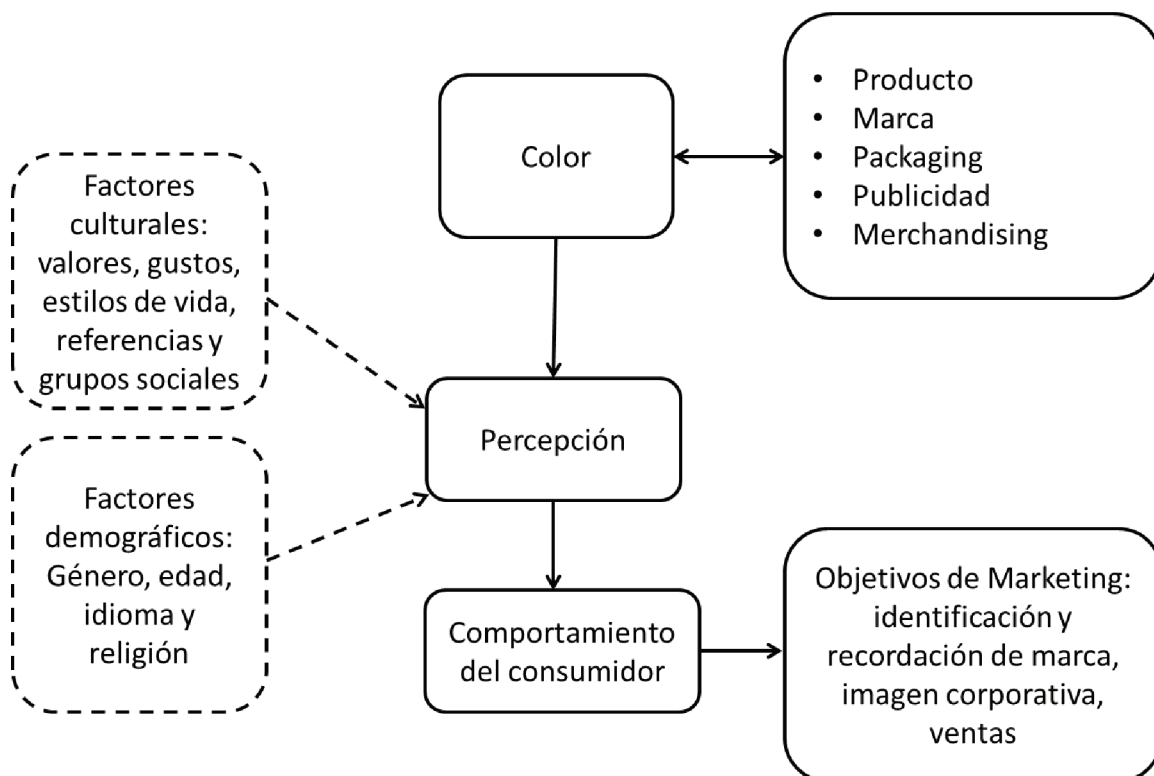 Color
• Producto
• Marca
• Packaging
• Publicidad
• Merchandising
Factores
culturales:
valores, gustos,
estilos de vida,
referencias y
grupos sociales
Percepción
Factores
demográficos:
Género, edad,
idioma y
religión
Comportamiento
del consumidor
Objetivos de Marketing:
identificación y
recordación de marca,
imagen corporativa,
ventas